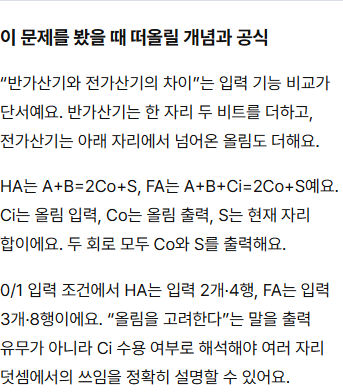 이 문제를 봤을 때 떠올릴 개념과 공식
“반가산기와 전가산기의 차이”는 입력 기능 비교가
단서예요. 반가산기는 한 자리 두 비트를 더하고,
전가산기는 아래 자리에서 넘어온 올림도 더해요.
HA는 A+B=2Co+S, FA는 A+B+Ci=2Co+S예요.
Ci는 올림 입력, Co는 올림 출력, S는 현재 자리
합이에요. 두 회로 모두 Co와 S를 출력해요.
0/1 입력 조건에서 HA는 입력 2개·4행, FA는 입력
3개·8행이에요. “올림을 고려한다”는 말을 출력
유무가 아니라 Ci 수용 여부로 해석해야 여러 자리
덧셈에서의 쓰임을 정확히 설명할 수 있어요.